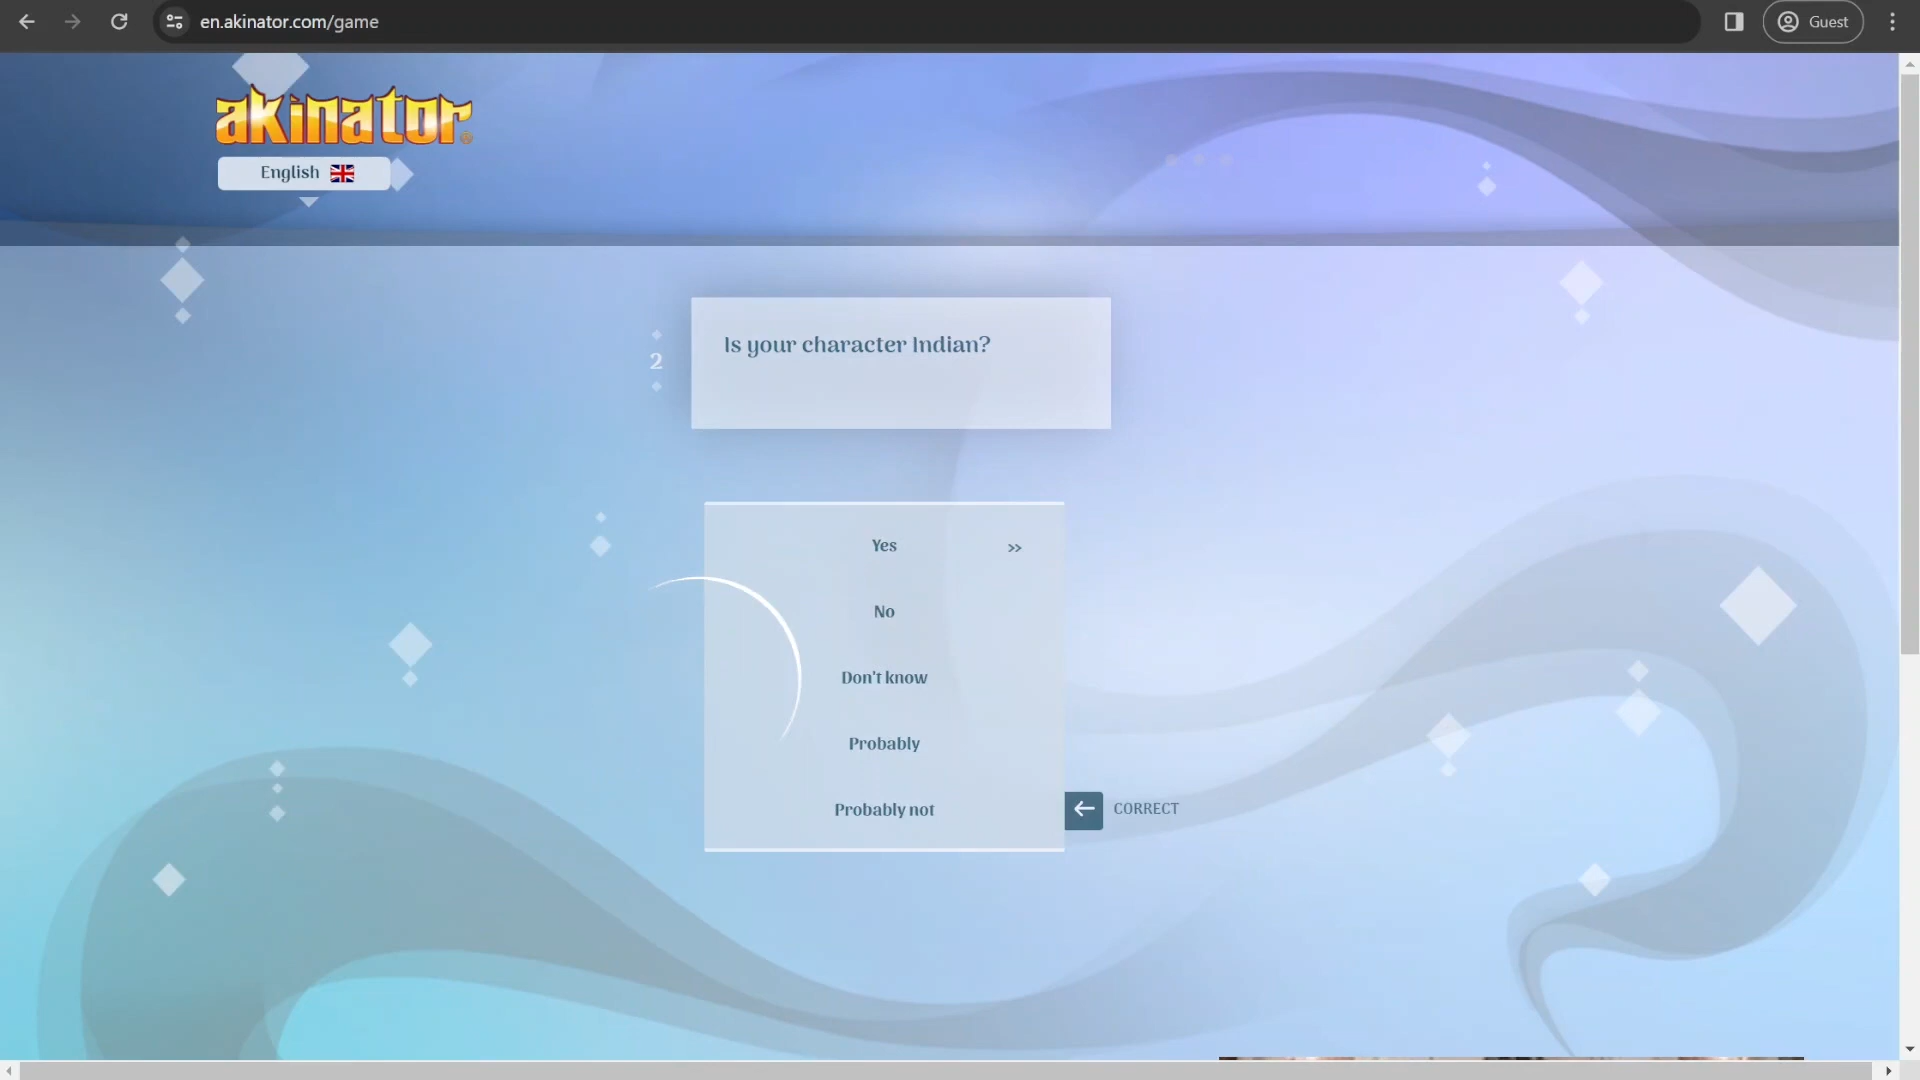 en.akinator.com/game
Guest
akinator
English
2
Is your character Indian?
Yes >>
No
Don't know
Probably
Probably not
CORRECT